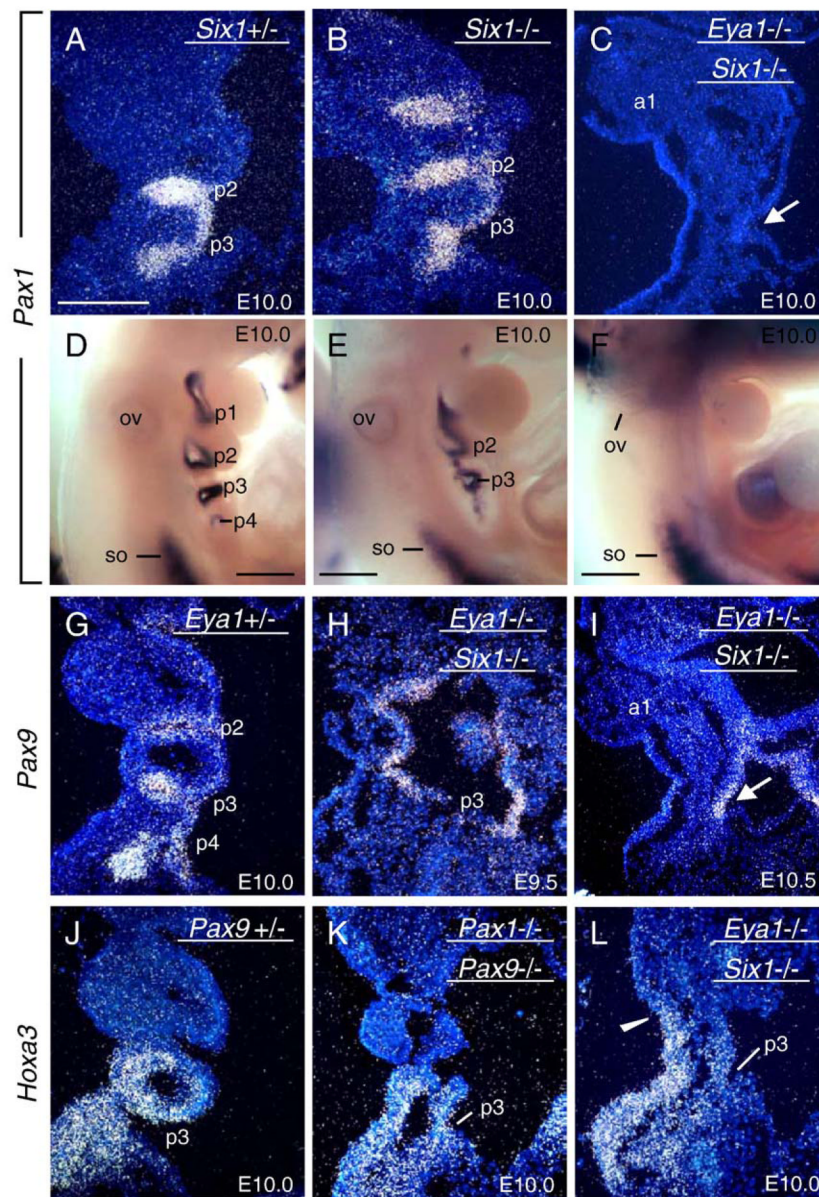 A Six1+/-
p2
p3
E10.0
B Six1-/-
p2
p3
E10.0
C Eya1-/-
Six1-/-
a1
E10.0
Pax1
D E10.0
ov
p1
p2
p3
p4
so
E E10.0
ov
p2
p3
so
F E10.0
ov
so
G Eya1+/-
p2
p3
p4
E10.0
H Eya1-/-
Six1-/-
p3
E9.5
I Eya1-/-
Six1-/-
a1
E10.5
Pax9
J Pax9+/-
p3
E10.0
K Pax1-/-
Pax9-/-
p3
E10.0
L Eya1-/-
Six1-/-
p3
E10.0
Hoxa3